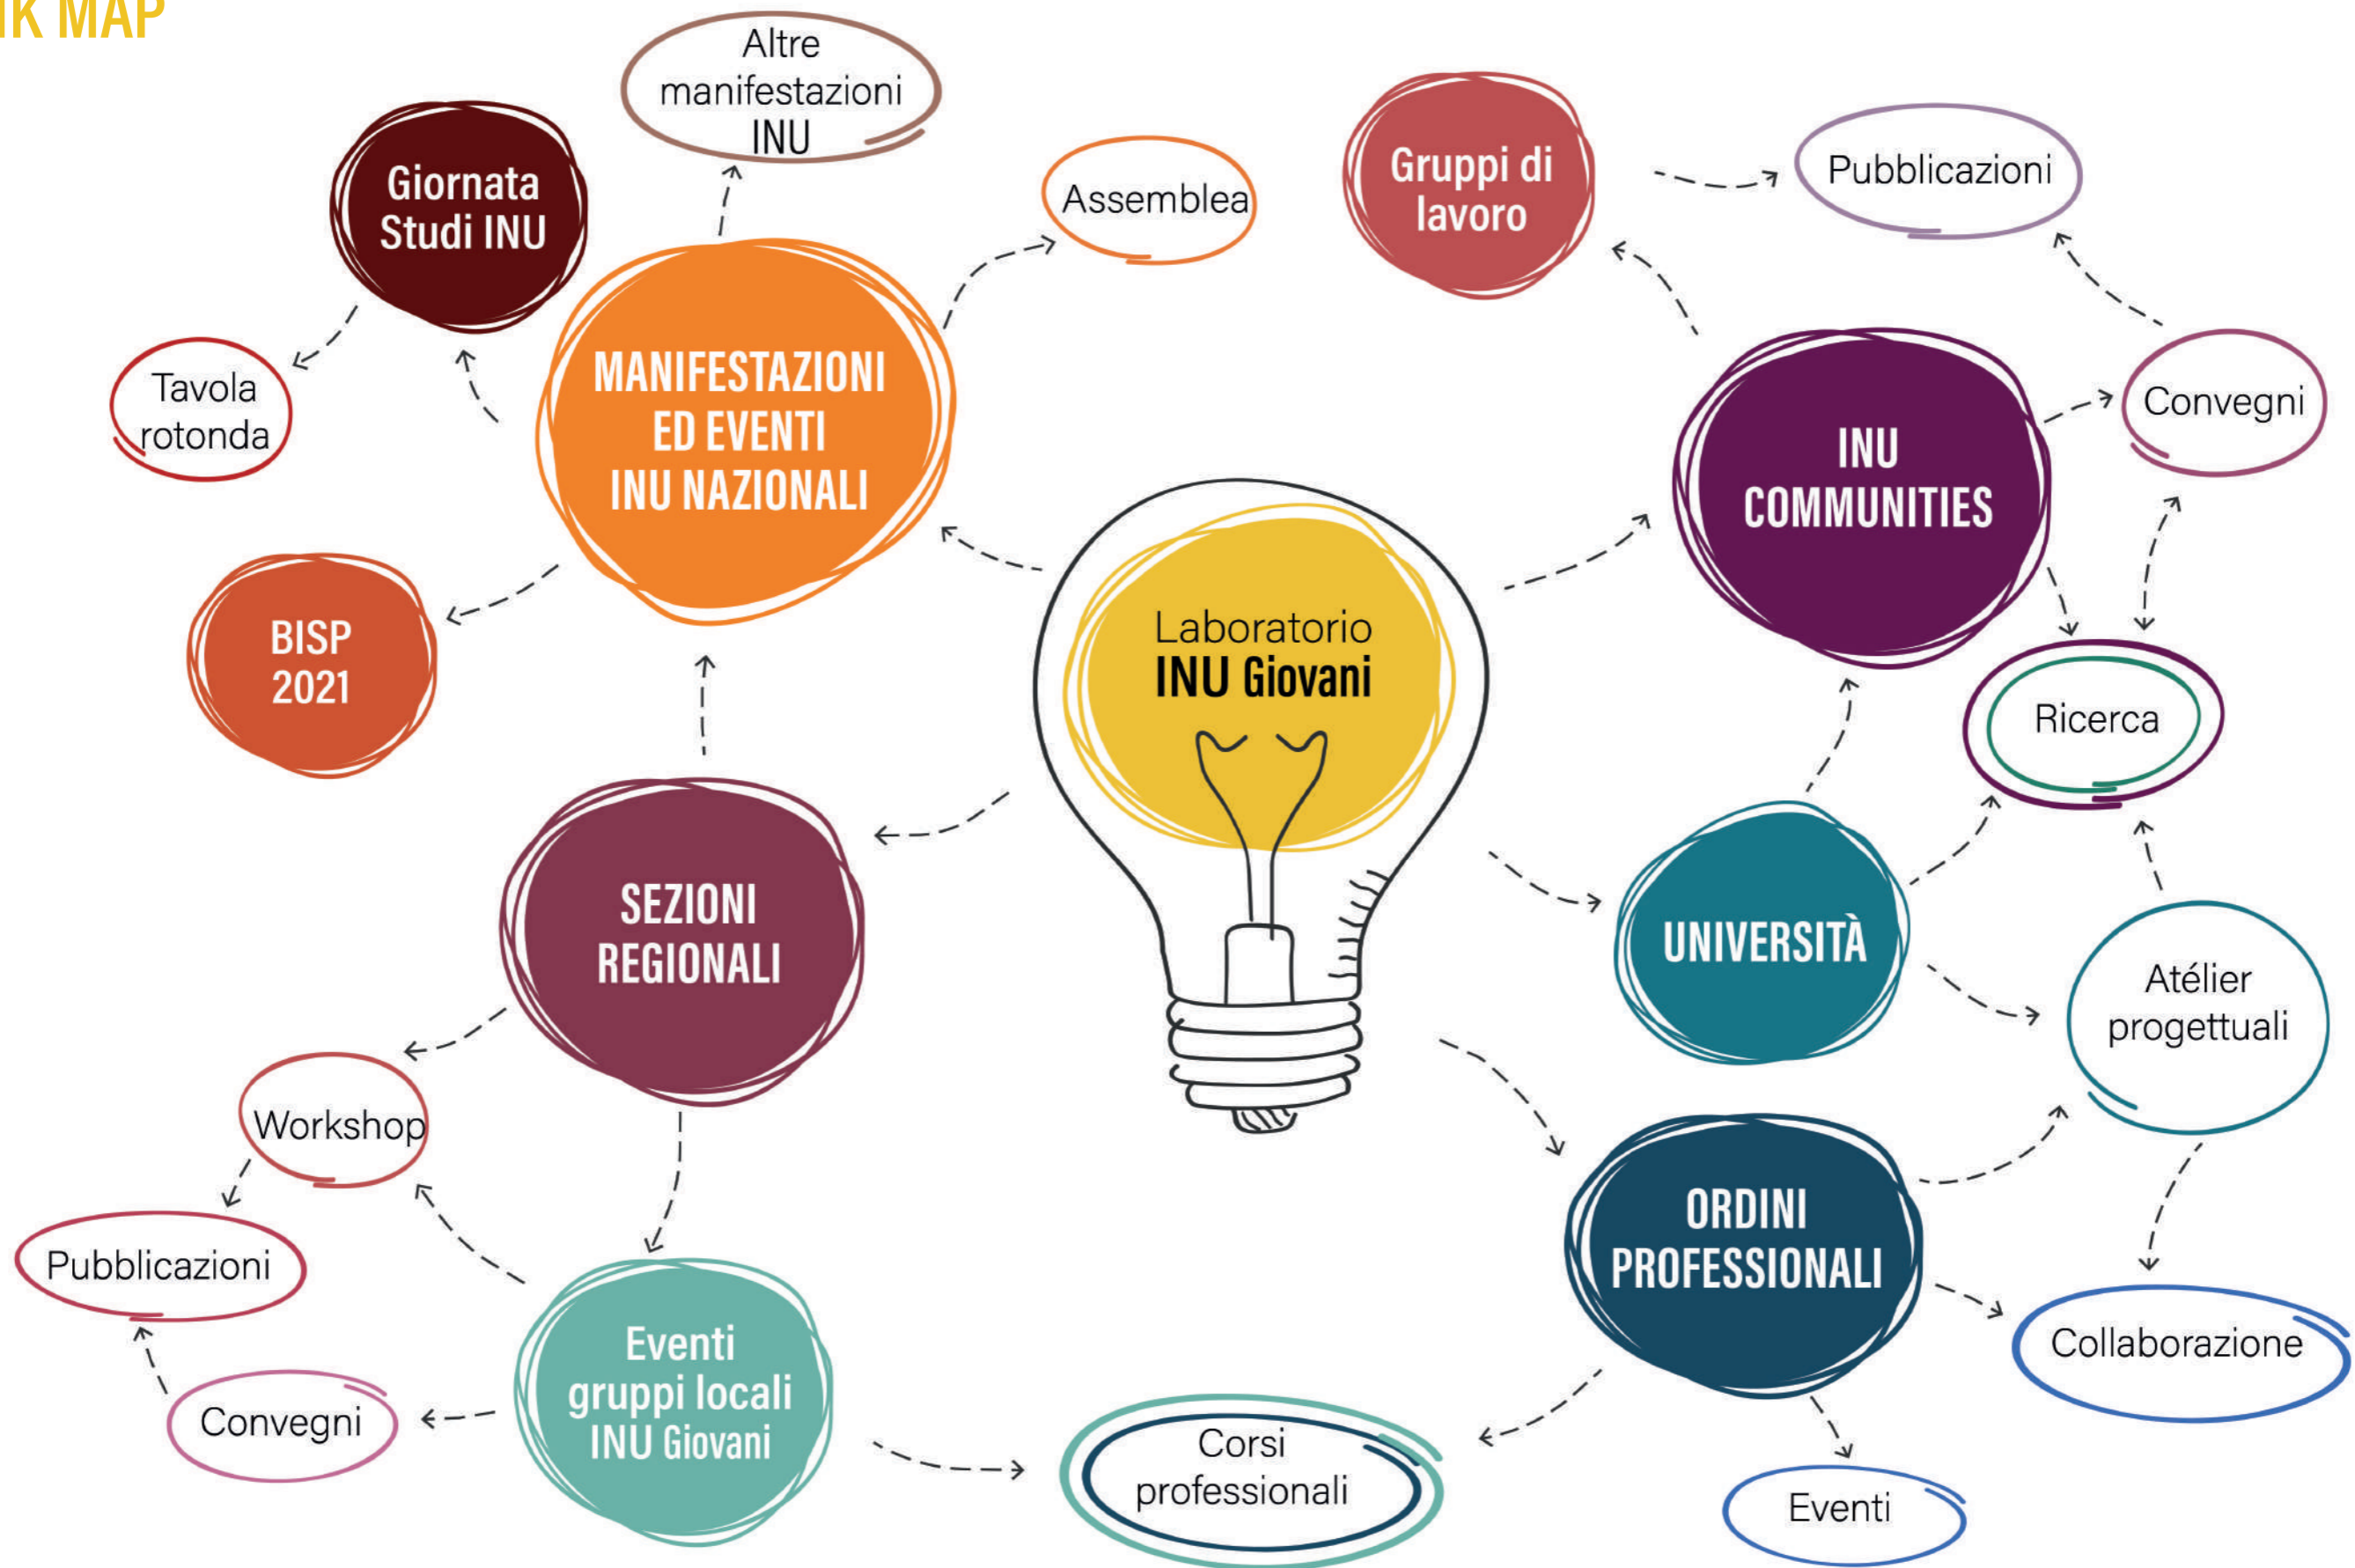 MAP
Altre
manifestazioni
INU
Giornata
Studi INU
Assemblea
Gruppi di
lavoro
Pubblicazioni
Tavola
rotonda
MANIFESTAZIONI
ED EVENTI
INU NAZIONALI
INU
COMMUNITIES
Convegni
BISP
2021
Laboratorio
INU Giovani
Ricerca
SEZIONI
REGIONALI
UNIVERSITÀ
Atélier
progettuali
Workshop
ORDINI
PROFESSIONALI
Pubblicazioni
Eventi
gruppi locali
INU Giovani
Collaborazione
Convegni
Corsi
professionali
Eventi